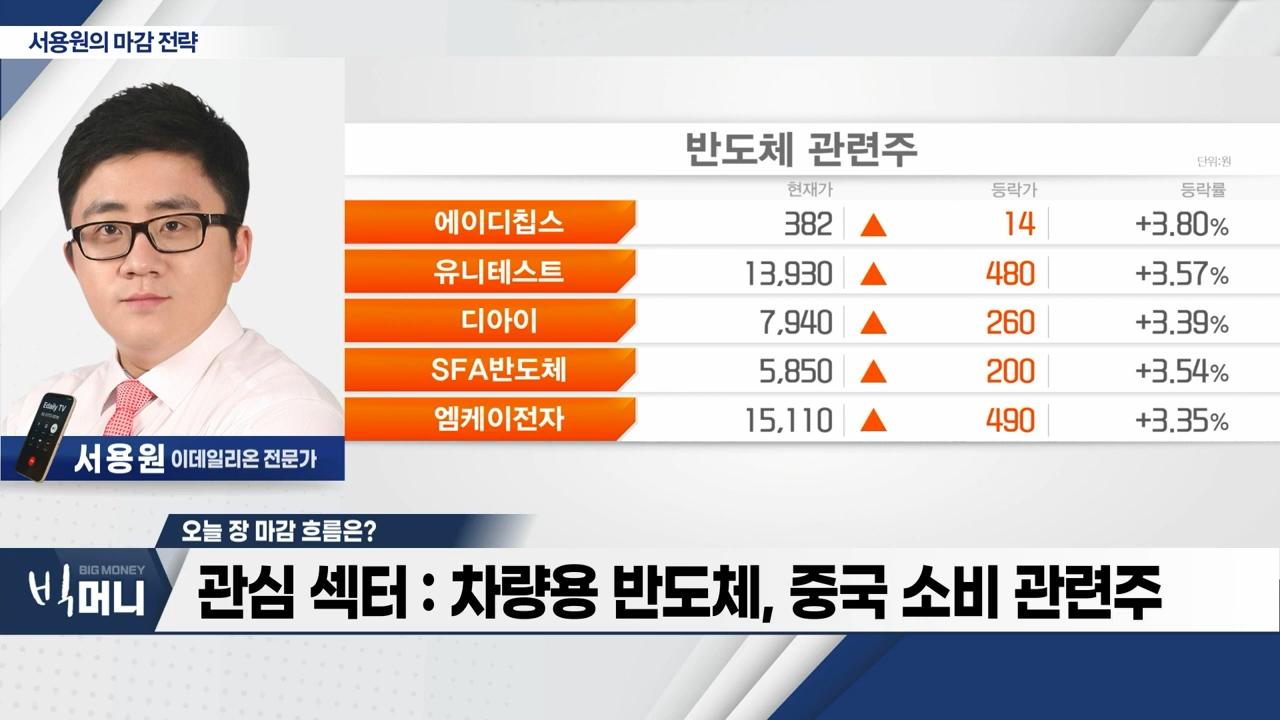 서용원의 마감 전략
반도체 관련주
단위:원
현재가 등락가 등락률
에이디칩스 382 ▲ 14 +3.80%
유니테스트 13,930 ▲ 480 +3.57%
디아이 7,940 ▲ 260 +3.39%
SFA반도체 5,850 ▲ 200 +3.54%
엠케이전자 15,110 ▲ 490 +3.35%
Edaily TV
서용원 이데일리온 전문가
오늘 장 마감 흐름은?
BIG MONEY
빅머니
관심 섹터 : 차량용 반도체, 중국 소비 관련주